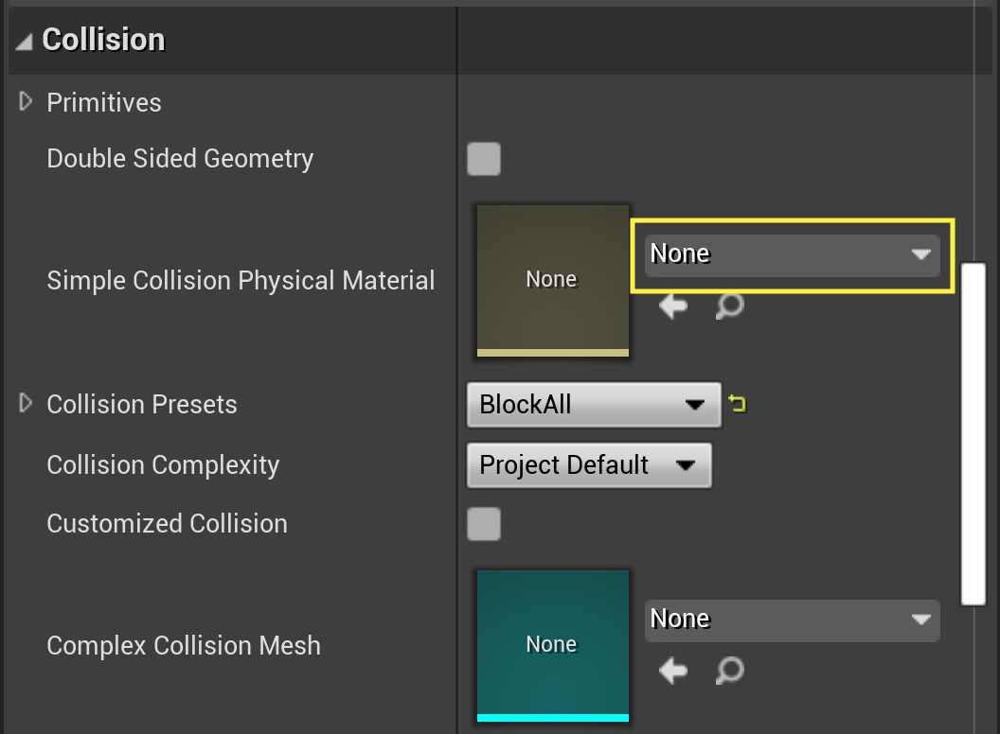 Collision
Primitives
Double Sided Geometry
Simple Collision Physical Material
None
None
Collision Presets
BlockAll
Collision Complexity
Project Default
Customized Collision
Complex Collision Mesh
None
None